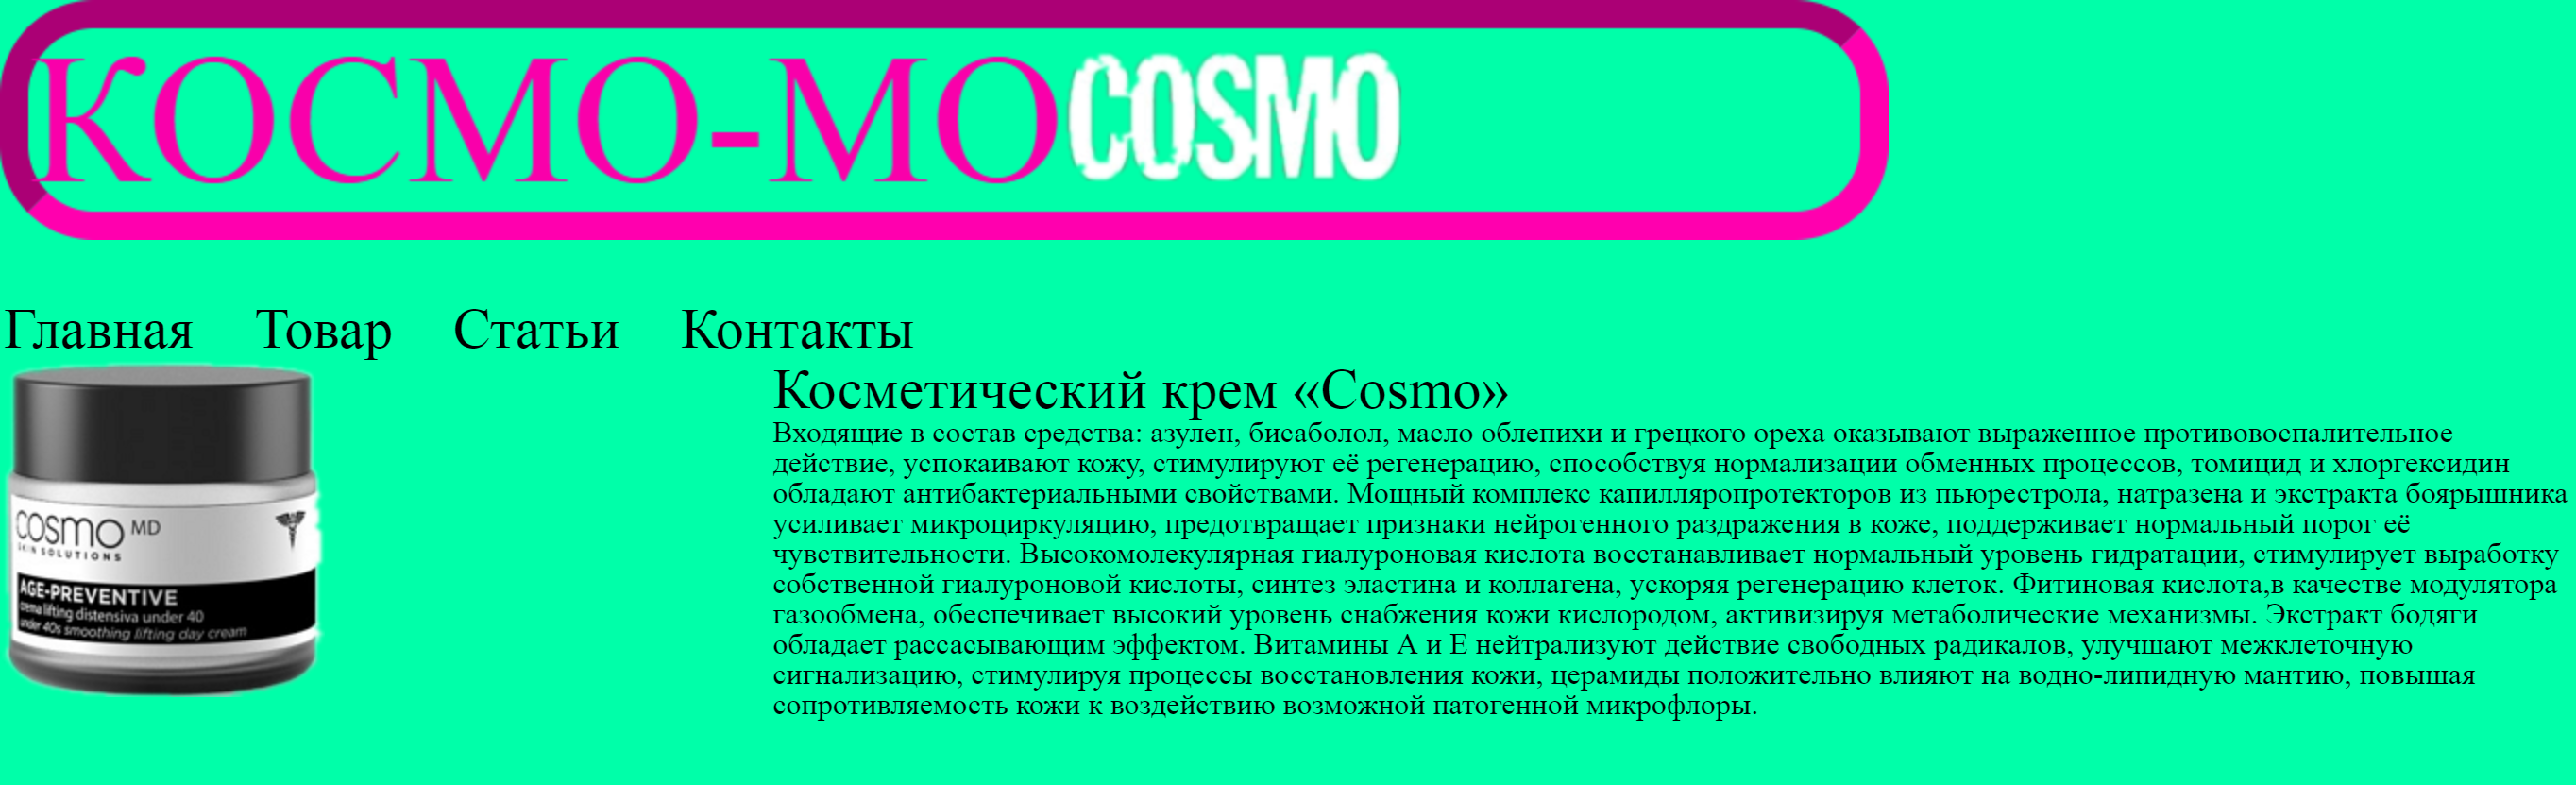 КОСМО-МО COSMO
Главная Товар Статьи Контакты
Косметический крем «Cosmo»
Входящие в состав средства: азулен, бисаболол, масло облепихи и грецкого ореха оказывают выраженное противовоспалительное
действие, успокаивают кожу, стимулируют её регенерацию, способствуя нормализации обменных процессов, томицид и хлоргексидин
обладают антибактериальными свойствами. Мощный комплекс капилляропротекторов из пьюрестрола, натразена и экстракта боярышника
усиливает микроциркуляцию, предотвращает признаки нейрогенного раздражения в коже, поддерживает нормальный порог её
чувствительности. Высокомолекулярная гиалуроновая кислота восстанавливает нормальный уровень гидратации, стимулирует выработку
собственной гиалуроновой кислоты, синтез эластина и коллагена, ускоряя регенерацию клеток. Фитиновая кислота,в качестве модулятора
газообмена, обеспечивает высокий уровень снабжения кожи кислородом, активизируя метаболические механизмы. Экстракт бодяги
обладает рассасывающим эффектом. Витамины А и Е нейтрализуют действие свободных радикалов, улучшают межклеточную
сигнализацию, стимулируя процессы восстановления кожи, церамиды положительно влияют на водно-липидную мантию, повышая
сопротивляемость кожи к воздействию возможной патогенной микрофлоры.
COSMO MD
SKIN SOLUTIONS
AGE-PREVENTIVE
crema lifting distensiva under 40
under 40s smoothing lifting day cream